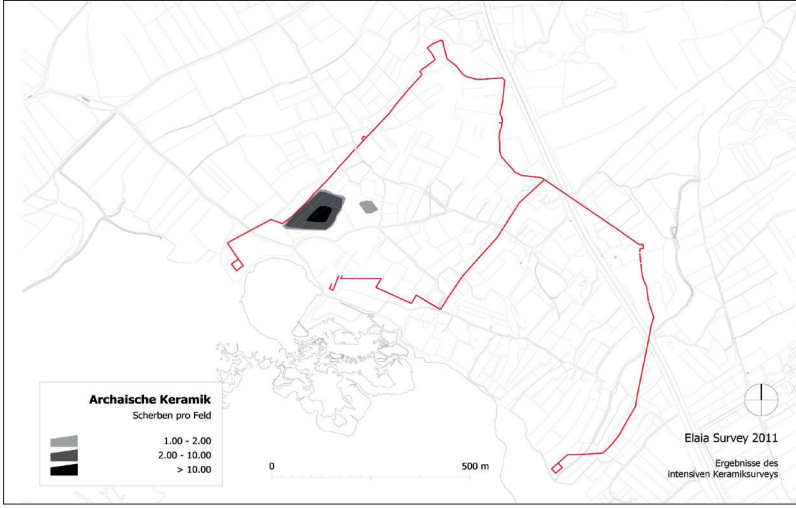 Archaische Keramik
Scherben pro Feld
1.00 - 2.00
2.00 - 10.00
> 10.00
0 500 m
Elaia Survey 2011
Ergebnisse des
intensiven Keramiksurveys